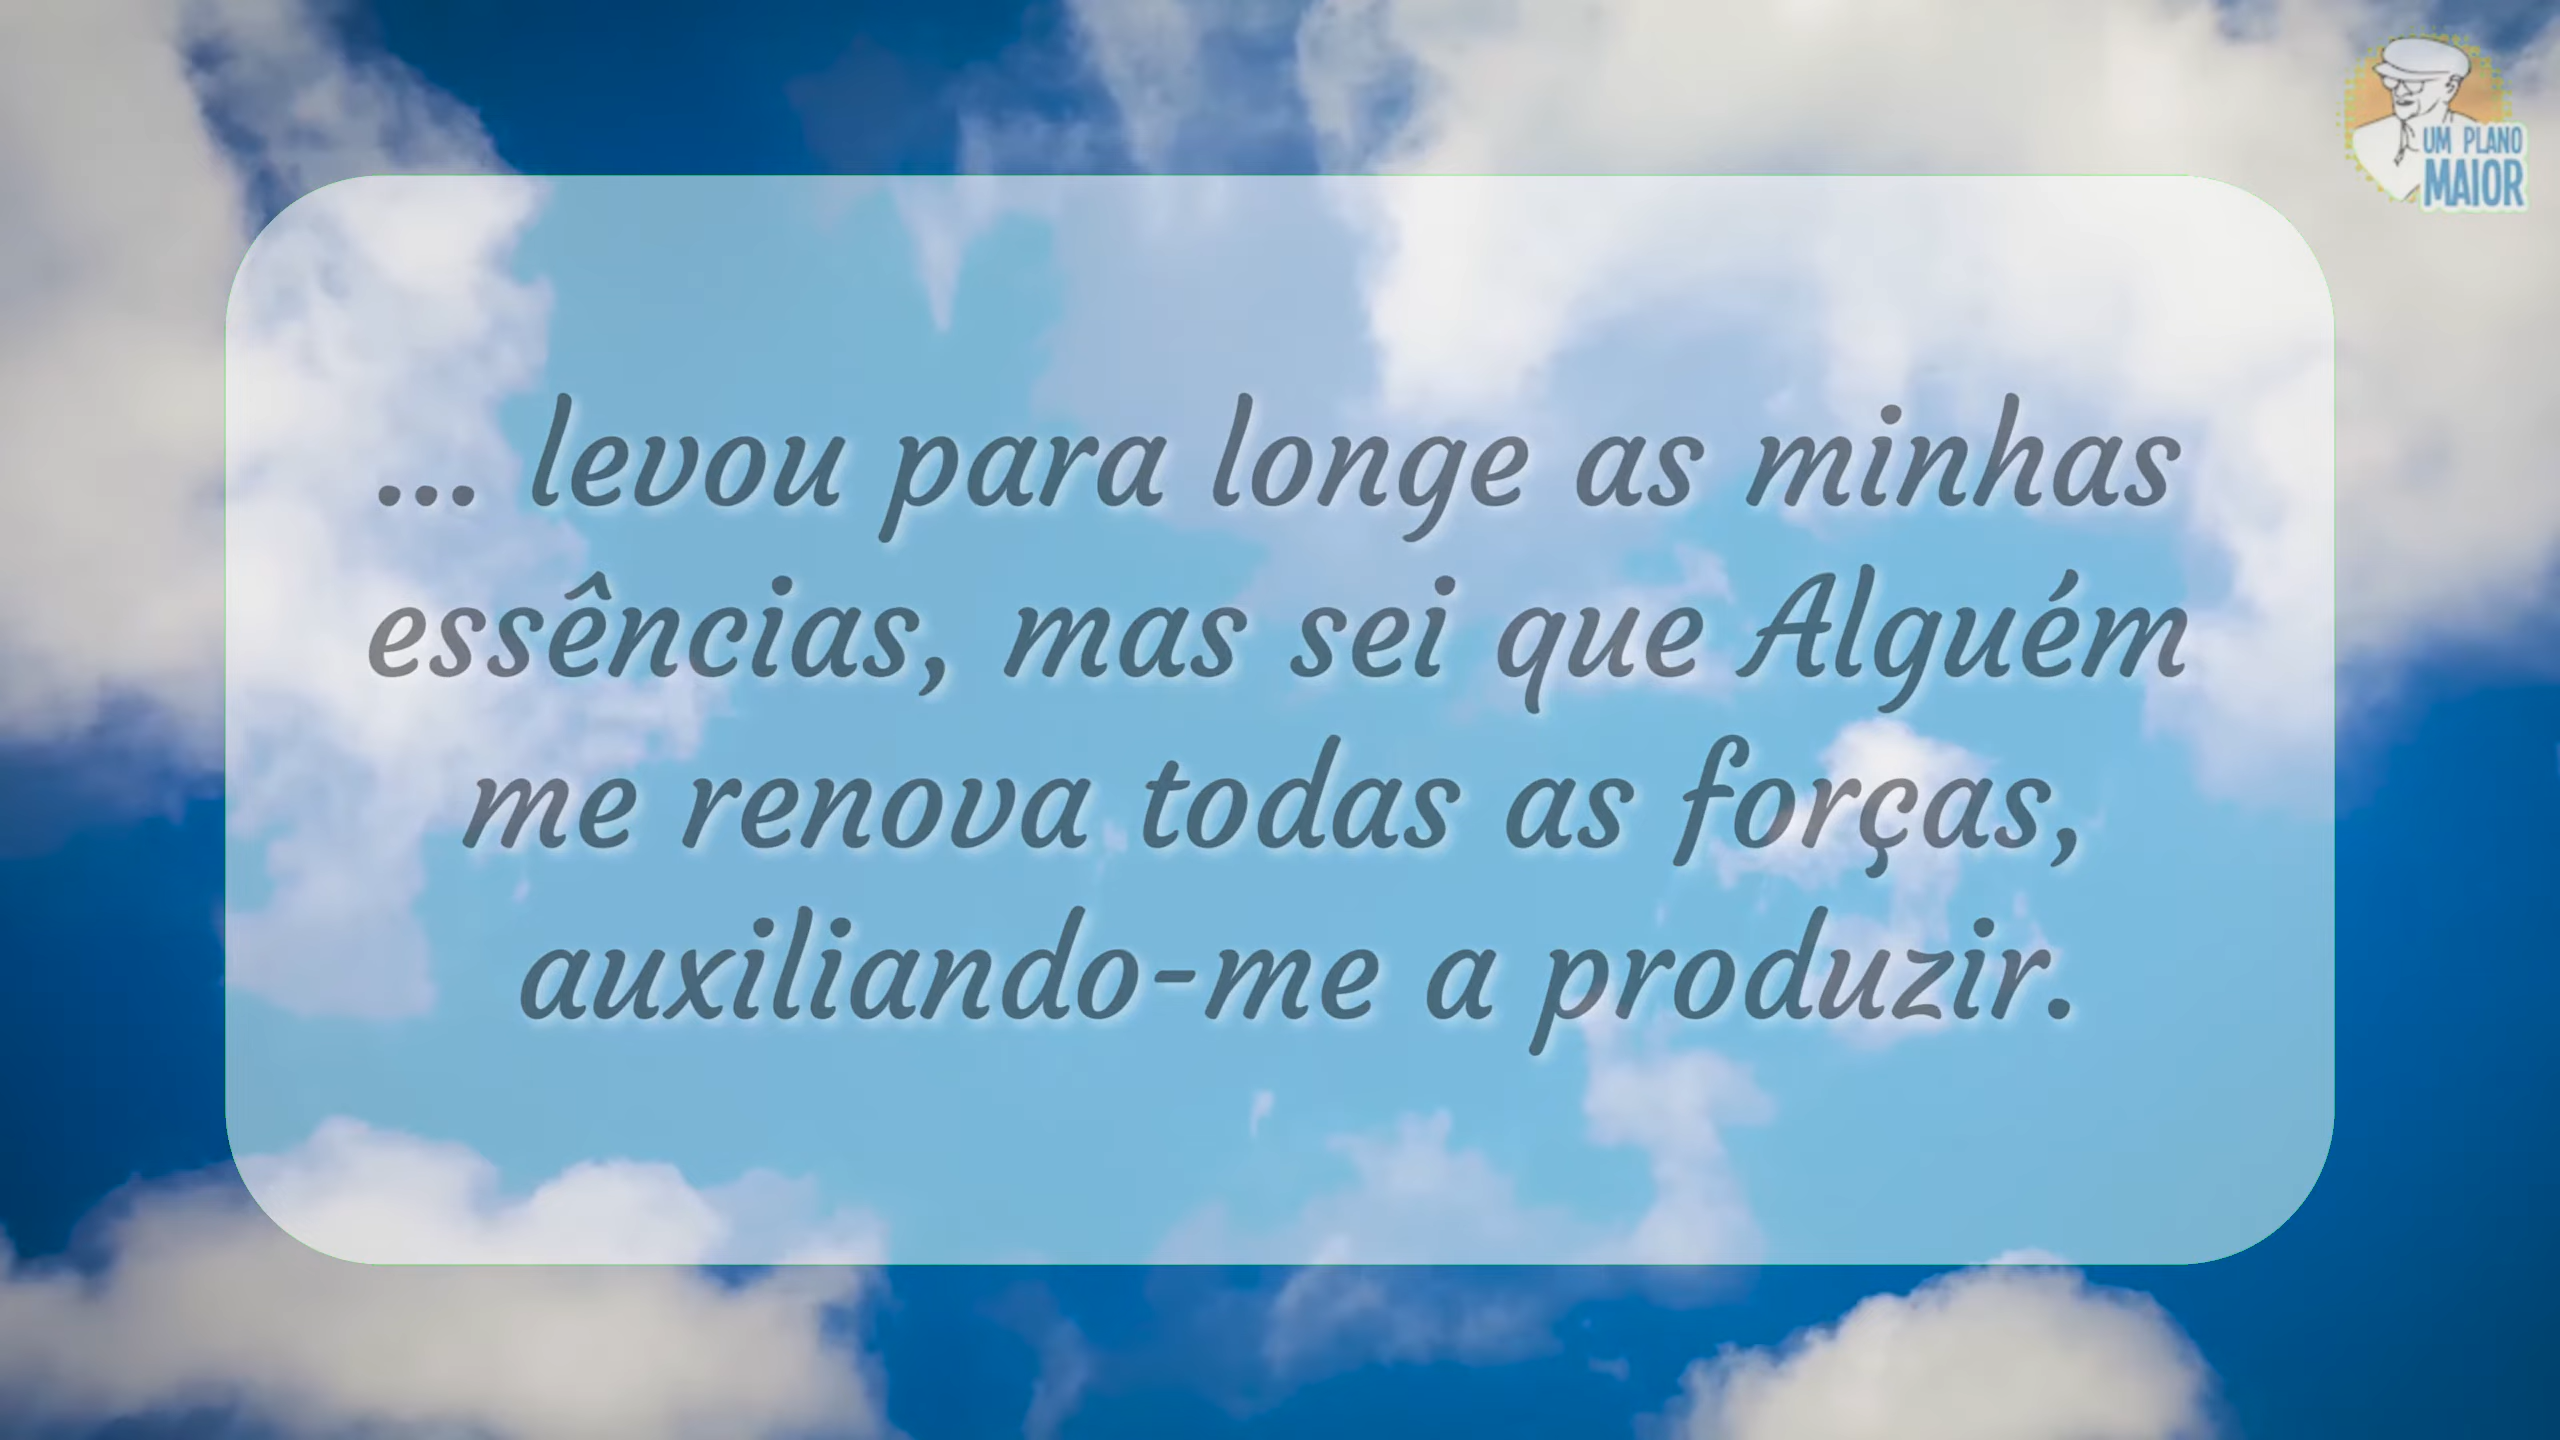 UM PLANO
MAIOR
... levou para longe as minhas
essências, mas sei que Alguém
me renova todas as forças,
auxiliando-me a produzir.